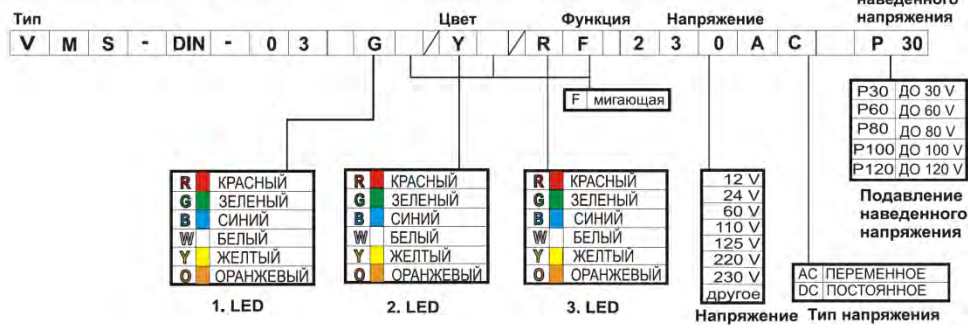 наведенного
Тип Цвет Функция Напряжение напряжения
V M S - DIN - 0 3 G / Y / R F 2 3 0 A C P 30
F мигающая
P30 ДО 30 V
P60 ДО 60 V
P80 ДО 80 V
P100 ДО 100 V
P120 ДО 120 V
Подавление
наведенного
напряжения
R КРАСНЫЙ
G ЗЕЛЕНЫЙ
B СИНИЙ
W БЕЛЫЙ
Y ЖЕЛТЫЙ
O ОРАНЖЕВЫЙ
1. LED
R КРАСНЫЙ
G ЗЕЛЕНЫЙ
B СИНИЙ
W БЕЛЫЙ
Y ЖЕЛТЫЙ
O ОРАНЖЕВЫЙ
2. LED
R КРАСНЫЙ
G ЗЕЛЕНЫЙ
B СИНИЙ
W БЕЛЫЙ
Y ЖЕЛТЫЙ
O ОРАНЖЕВЫЙ
3. LED
12 V
24 V
60 V
110 V
125 V
220 V
230 V
другое
Напряжение
AC ПЕРЕМЕННОЕ
DC ПОСТОЯННОЕ
Тип напряжения